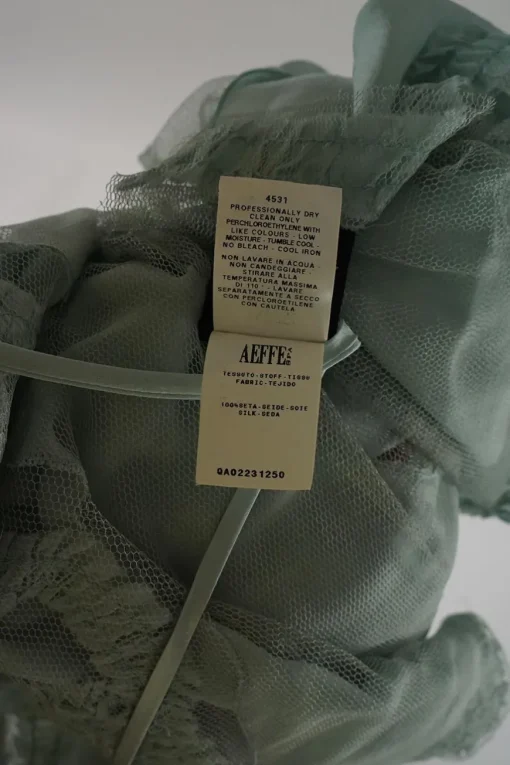 4531
PROFESSIONALLY DRY
CLEAN ONLY
PERCHLOROETHYLENE WITH
LIKE COLOURS - LOW
MOISTURE - TUMBLE COOL -
NO BLEACH - COOL IRON
NON LAVARE IN ACQUA -
NON CANDEGGIARE -
STIRARE ALLA
TEMPERATURA MASSIMA
DI 110° - LAVARE
SEPARATAMENTE A SECCO
CON PERCLOROETILENE
CON CAUTELA
AEFFE SPA
TESSUTO-STOFF-TISSU
FABRIC-TEJIDO
100%SETA-SEIDE-SOIE
SILK-SEDA
QA02231250